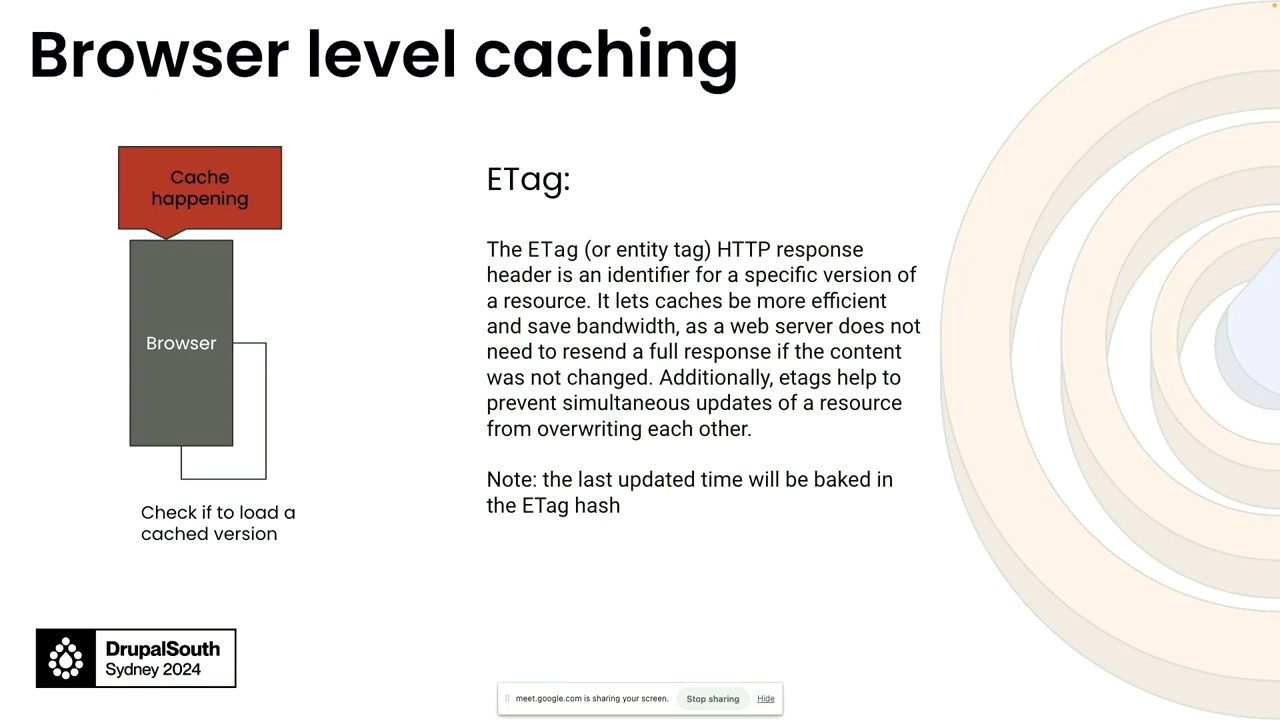 Browser level caching
Cache
happening
Browser
Check if to load a
cached version
ETag:
The ETag (or entity tag) HTTP response
header is an identifier for a specific version of
a resource. It lets caches be more efficient
and save bandwidth, as a web server does not
need to resend a full response if the content
was not changed. Additionally, etags help to
prevent simultaneous updates of a resource
from overwriting each other.
Note: the last updated time will be baked in
the ETag hash
DrupalSouth
Sydney 2024
meet.google.com is sharing your screen.
Stop sharing
Hide